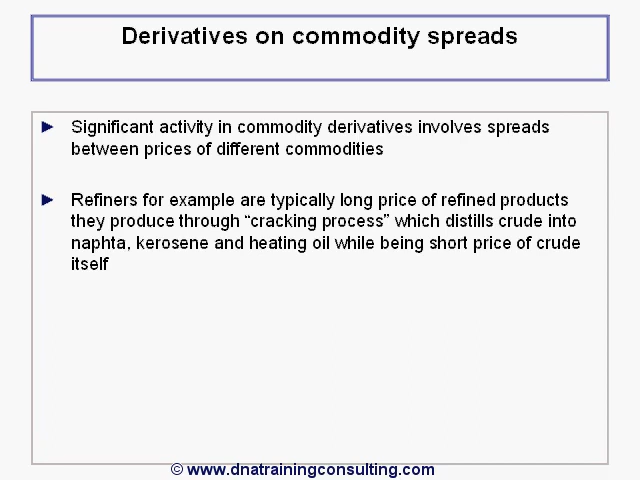 Derivatives on commodity spreads
► Significant activity in commodity derivatives involves spreads
between prices of different commodities
► Refiners for example are typically long price of refined products
they produce through “cracking process” which distills crude into
naphta, kerosene and heating oil while being short price of crude
itself
© www.dnatrainingconsulting.com